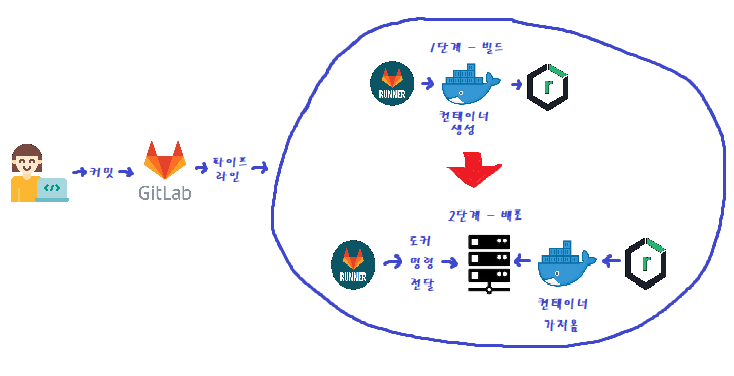 1단계 - 빌드
RUNNER
컨테이너
생성
r
커밋
GitLab
파이프
라인
2단계 - 배포
RUNNER
도커
명령
전달
컨테이너
가져옴
r